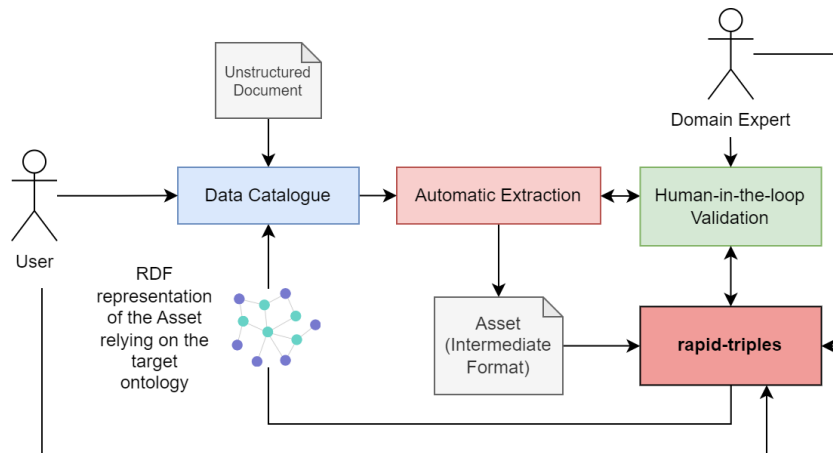 Unstructured
Document
Domain Expert
Data Catalogue
Automatic Extraction
Human-in-the-loop
Validation
User
RDF
representation
of the Asset
relying on the
target
ontology
Asset
(Intermediate
Format)
rapid-triples